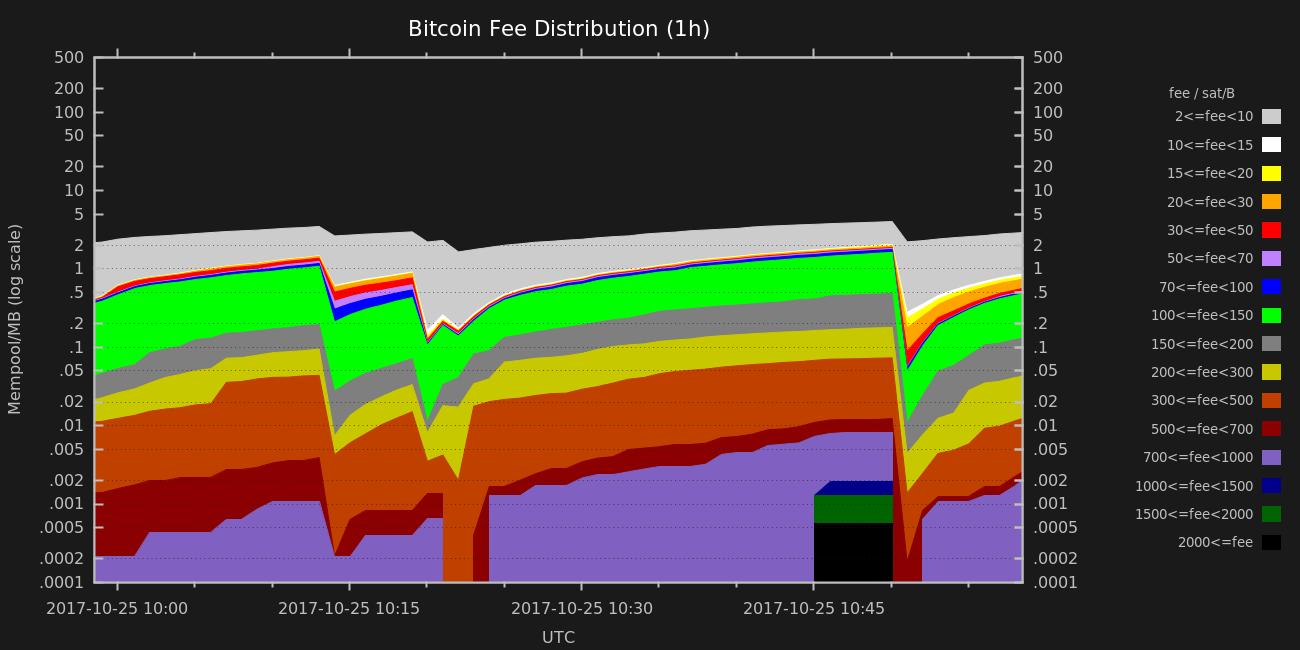 Bitcoin Fee Distribution (1h)
Mempool/MB (log scale)
500
200
100
50
20
10
5
2
1
.5
.2
.1
.05
.02
.01
.005
.002
.001
.0005
.0002
.0001
500
200
100
50
20
10
5
2
1
.5
.2
.1
.05
.02
.01
.005
.002
.001
.0005
.0002
.0001
fee / sat/B
2<=fee<10
10<=fee<15
15<=fee<20
20<=fee<30
30<=fee<50
50<=fee<70
70<=fee<100
100<=fee<150
150<=fee<200
200<=fee<300
300<=fee<500
500<=fee<700
700<=fee<1000
1000<=fee<1500
1500<=fee<2000
2000<=fee
2017-10-25 10:00 2017-10-25 10:15 2017-10-25 10:30 2017-10-25 10:45
UTC